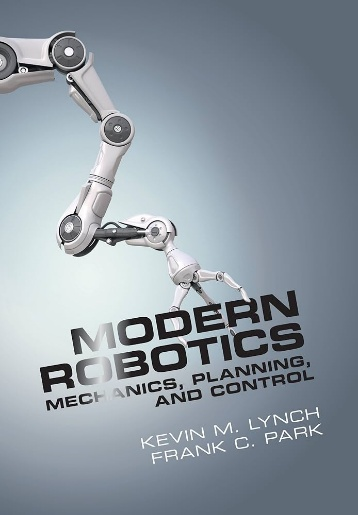 MODERN
ROBOTICS
MECHANICS, PLANNING,
AND CONTROL
KEVIN M. LYNCH
FRANK C. PARK